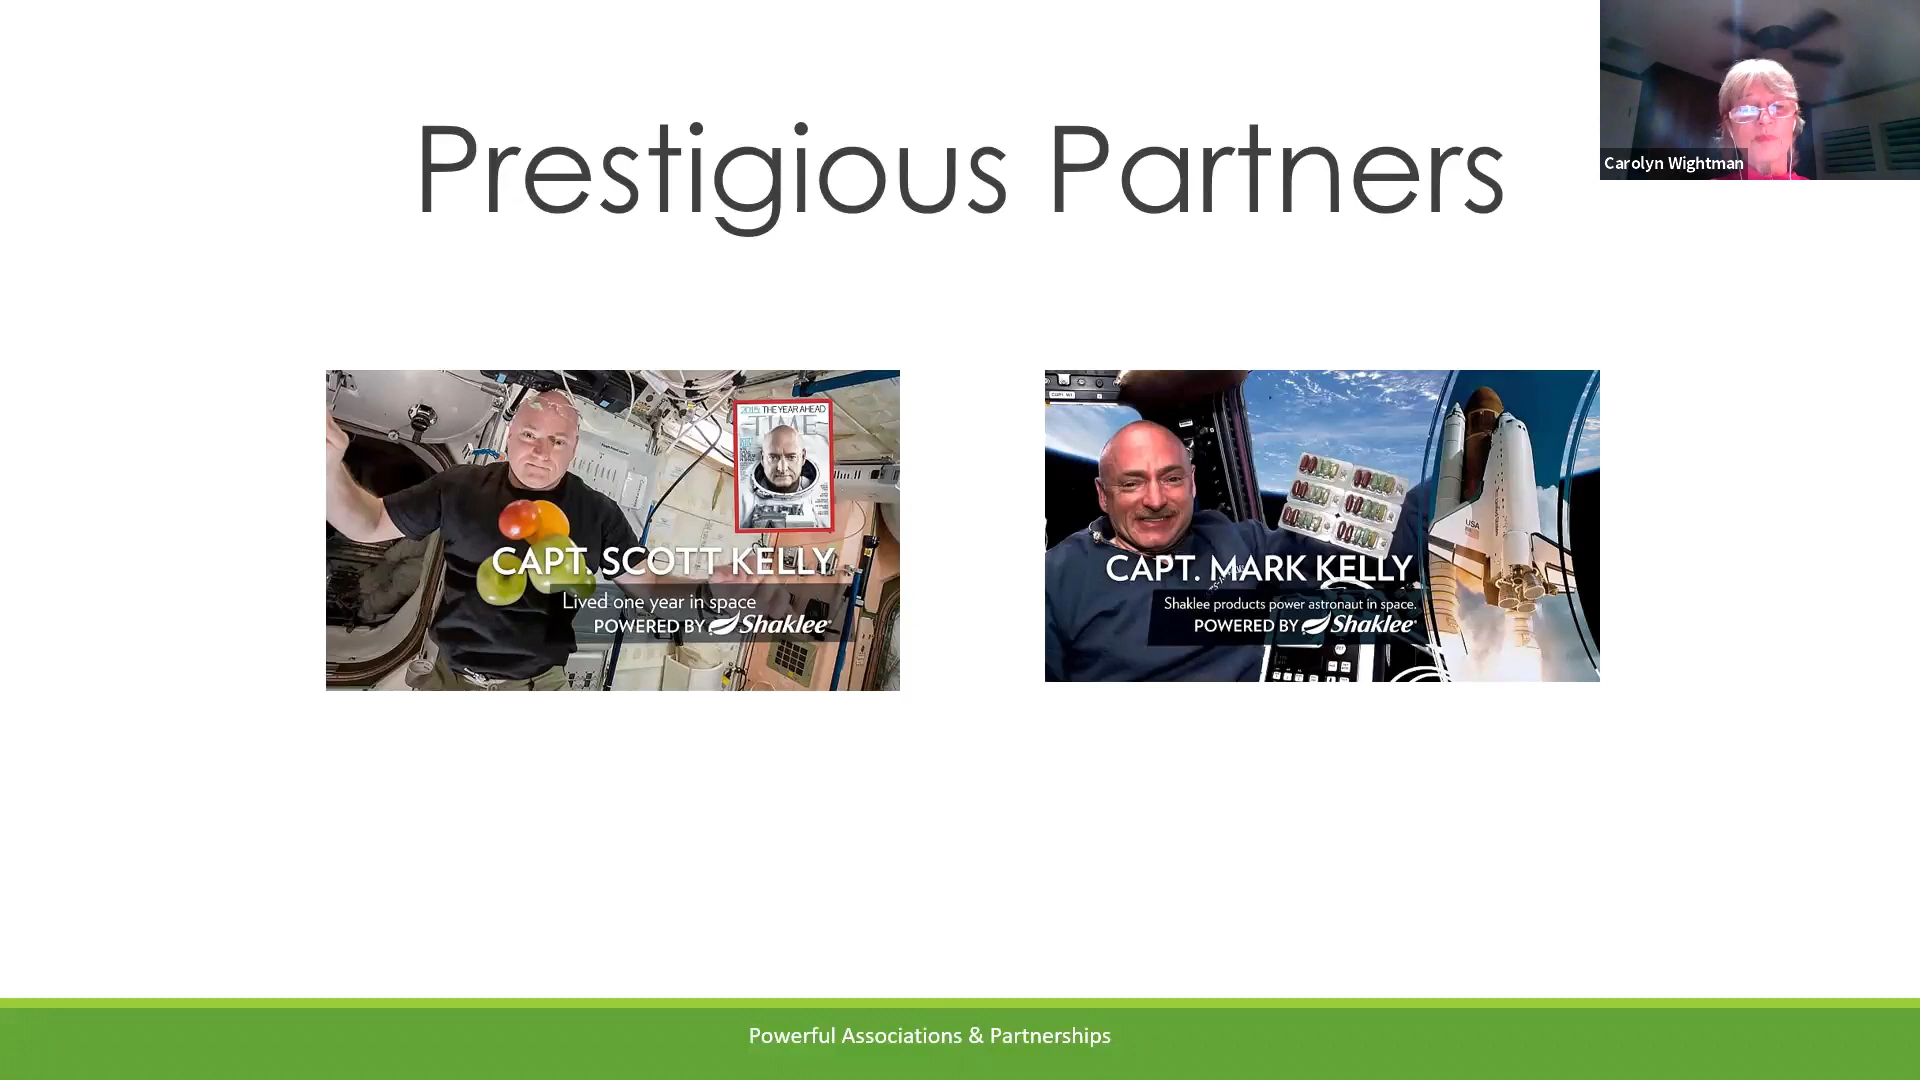 Prestigious Partners
Carolyn Wightman
2015: THE YEAR AHEAD
TIME
CAPT. SCOTT KELLY
Lived one year in space
POWERED BY Shaklee
CAPT. MARK KELLY
Shaklee products power astronaut in space.
POWERED BY Shaklee
USA
Powerful Associations & Partnerships